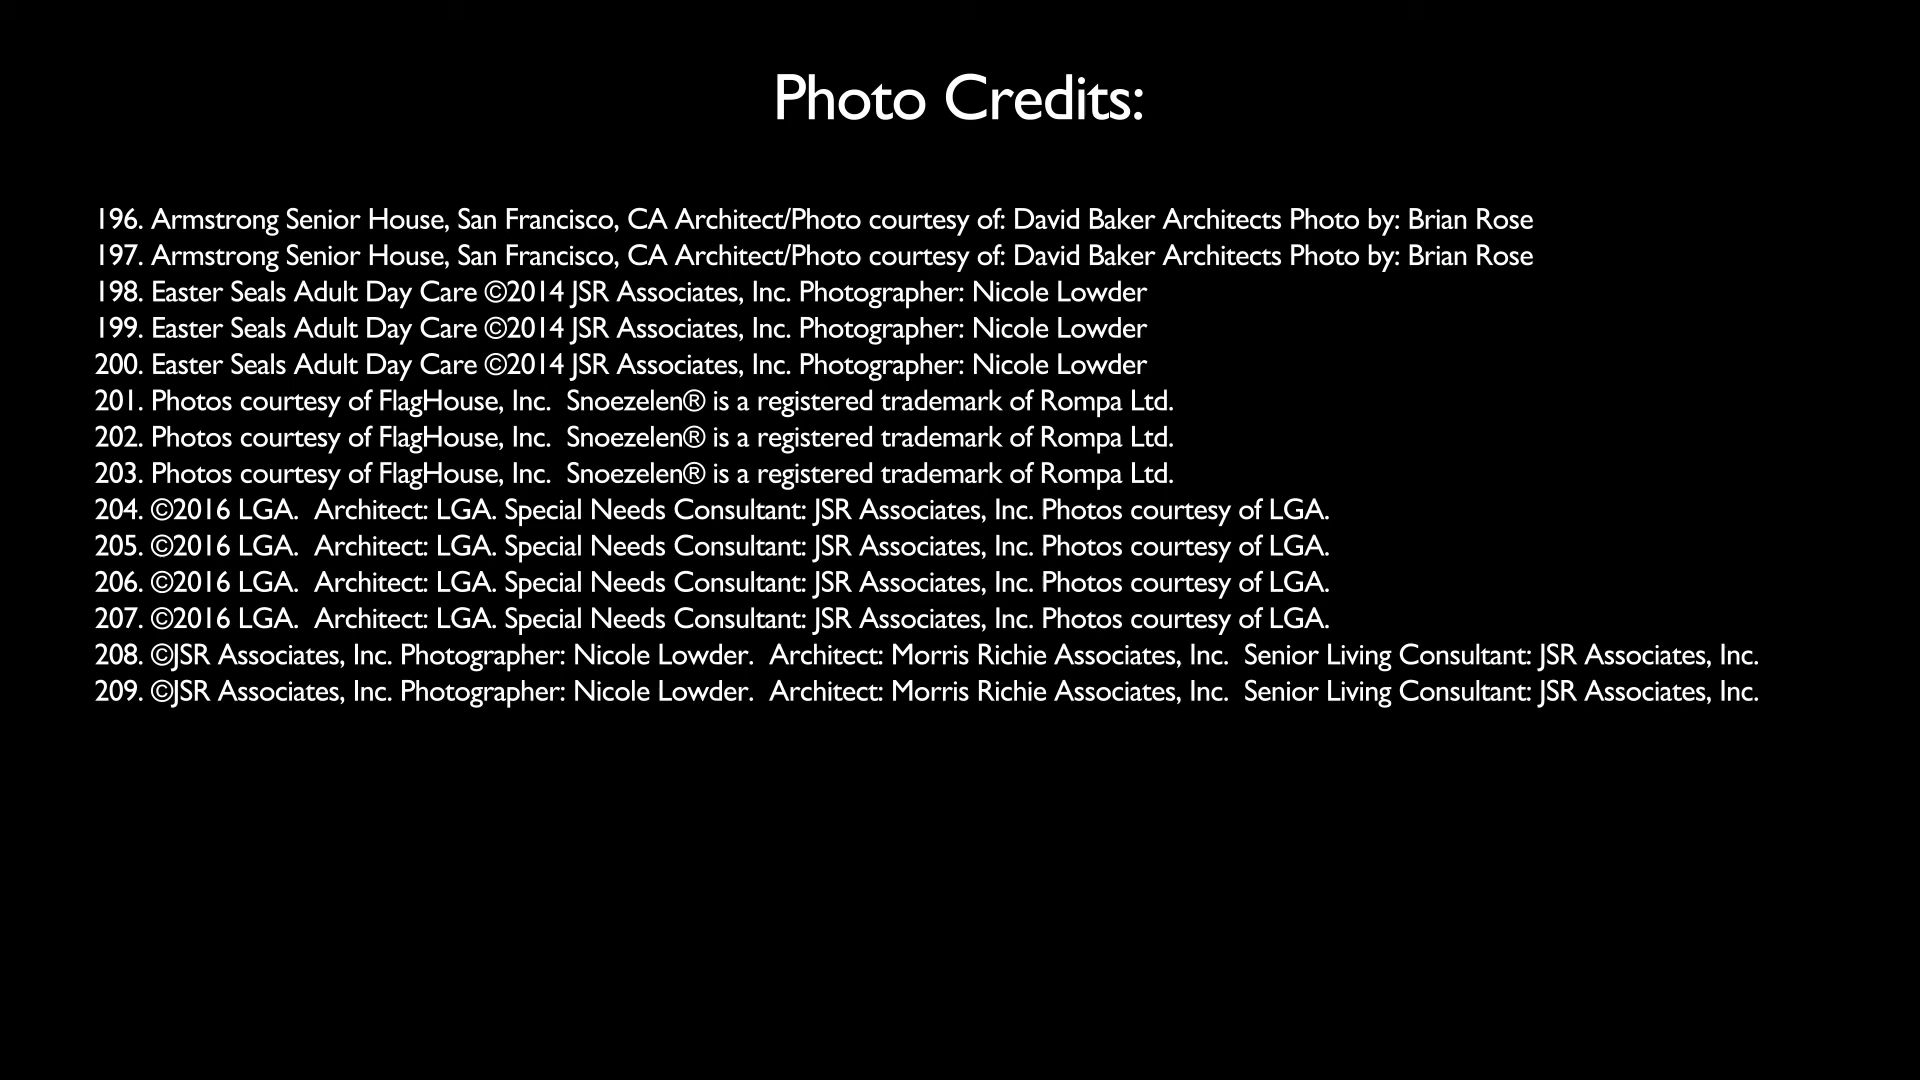 Photo Credits:
196. Armstrong Senior House, San Francisco, CA Architect/Photo courtesy of: David Baker Architects Photo by: Brian Rose
197. Armstrong Senior House, San Francisco, CA Architect/Photo courtesy of: David Baker Architects Photo by: Brian Rose
198. Easter Seals Adult Day Care ©2014 JSR Associates, Inc. Photographer: Nicole Lowder
199. Easter Seals Adult Day Care ©2014 JSR Associates, Inc. Photographer: Nicole Lowder
200. Easter Seals Adult Day Care ©2014 JSR Associates, Inc. Photographer: Nicole Lowder
201. Photos courtesy of FlagHouse, Inc.  Snoezelen® is a registered trademark of Rompa Ltd.
202. Photos courtesy of FlagHouse, Inc.  Snoezelen® is a registered trademark of Rompa Ltd.
203. Photos courtesy of FlagHouse, Inc.  Snoezelen® is a registered trademark of Rompa Ltd.
204. ©2016 LGA.  Architect: LGA. Special Needs Consultant: JSR Associates, Inc. Photos courtesy of LGA.
205. ©2016 LGA.  Architect: LGA. Special Needs Consultant: JSR Associates, Inc. Photos courtesy of LGA.
206. ©2016 LGA.  Architect: LGA. Special Needs Consultant: JSR Associates, Inc. Photos courtesy of LGA.
207. ©2016 LGA.  Architect: LGA. Special Needs Consultant: JSR Associates, Inc. Photos courtesy of LGA.
208. ©JSR Associates, Inc. Photographer: Nicole Lowder.  Architect: Morris Richie Associates, Inc.  Senior Living Consultant: JSR Associates, Inc.
209. ©JSR Associates, Inc. Photographer: Nicole Lowder.  Architect: Morris Richie Associates, Inc.  Senior Living Consultant: JSR Associates, Inc.